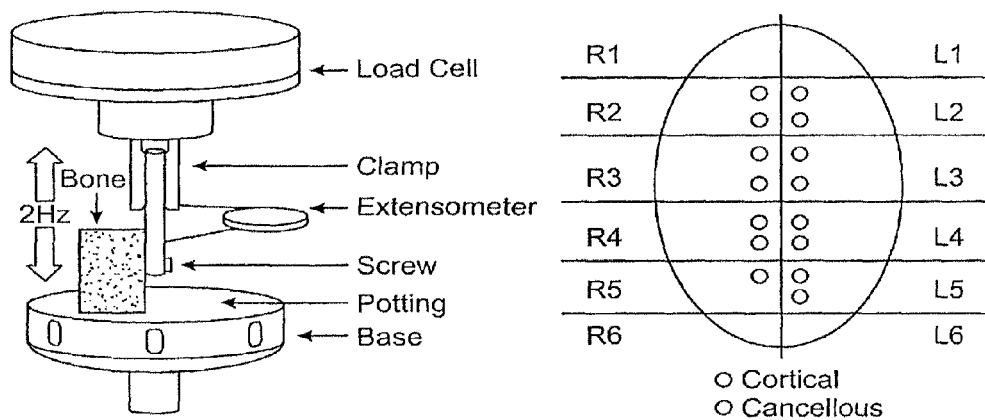 Load Cell
Clamp
Bone
2Hz
Extensometer
Screw
Potting
Base
R1 L1
R2 L2
R3 L3
R4 L4
R5 L5
R6 L6
Cortical
Cancellous